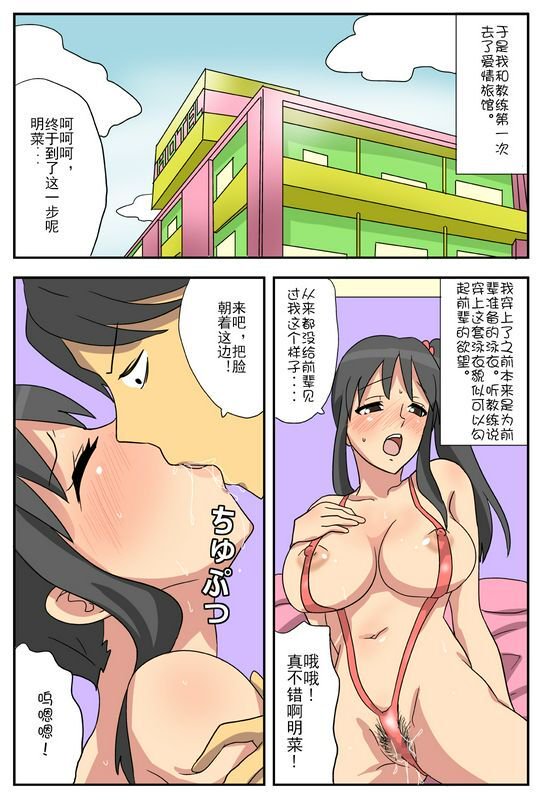 于是我和教练第一次
去了爱情旅馆。
呵呵呵，
终于到了这一步呢
明菜…
我穿上了之前本来是为前
辈准备的泳衣。听教练说
穿上这套泳衣貌似可以勾
起前辈的欲望。
从来都没给前辈见
过我这个样子…
哦哦！
真不错啊明菜！
来吧，把脸
朝着这边！
ちゅぷっ
呜嗯嗯！